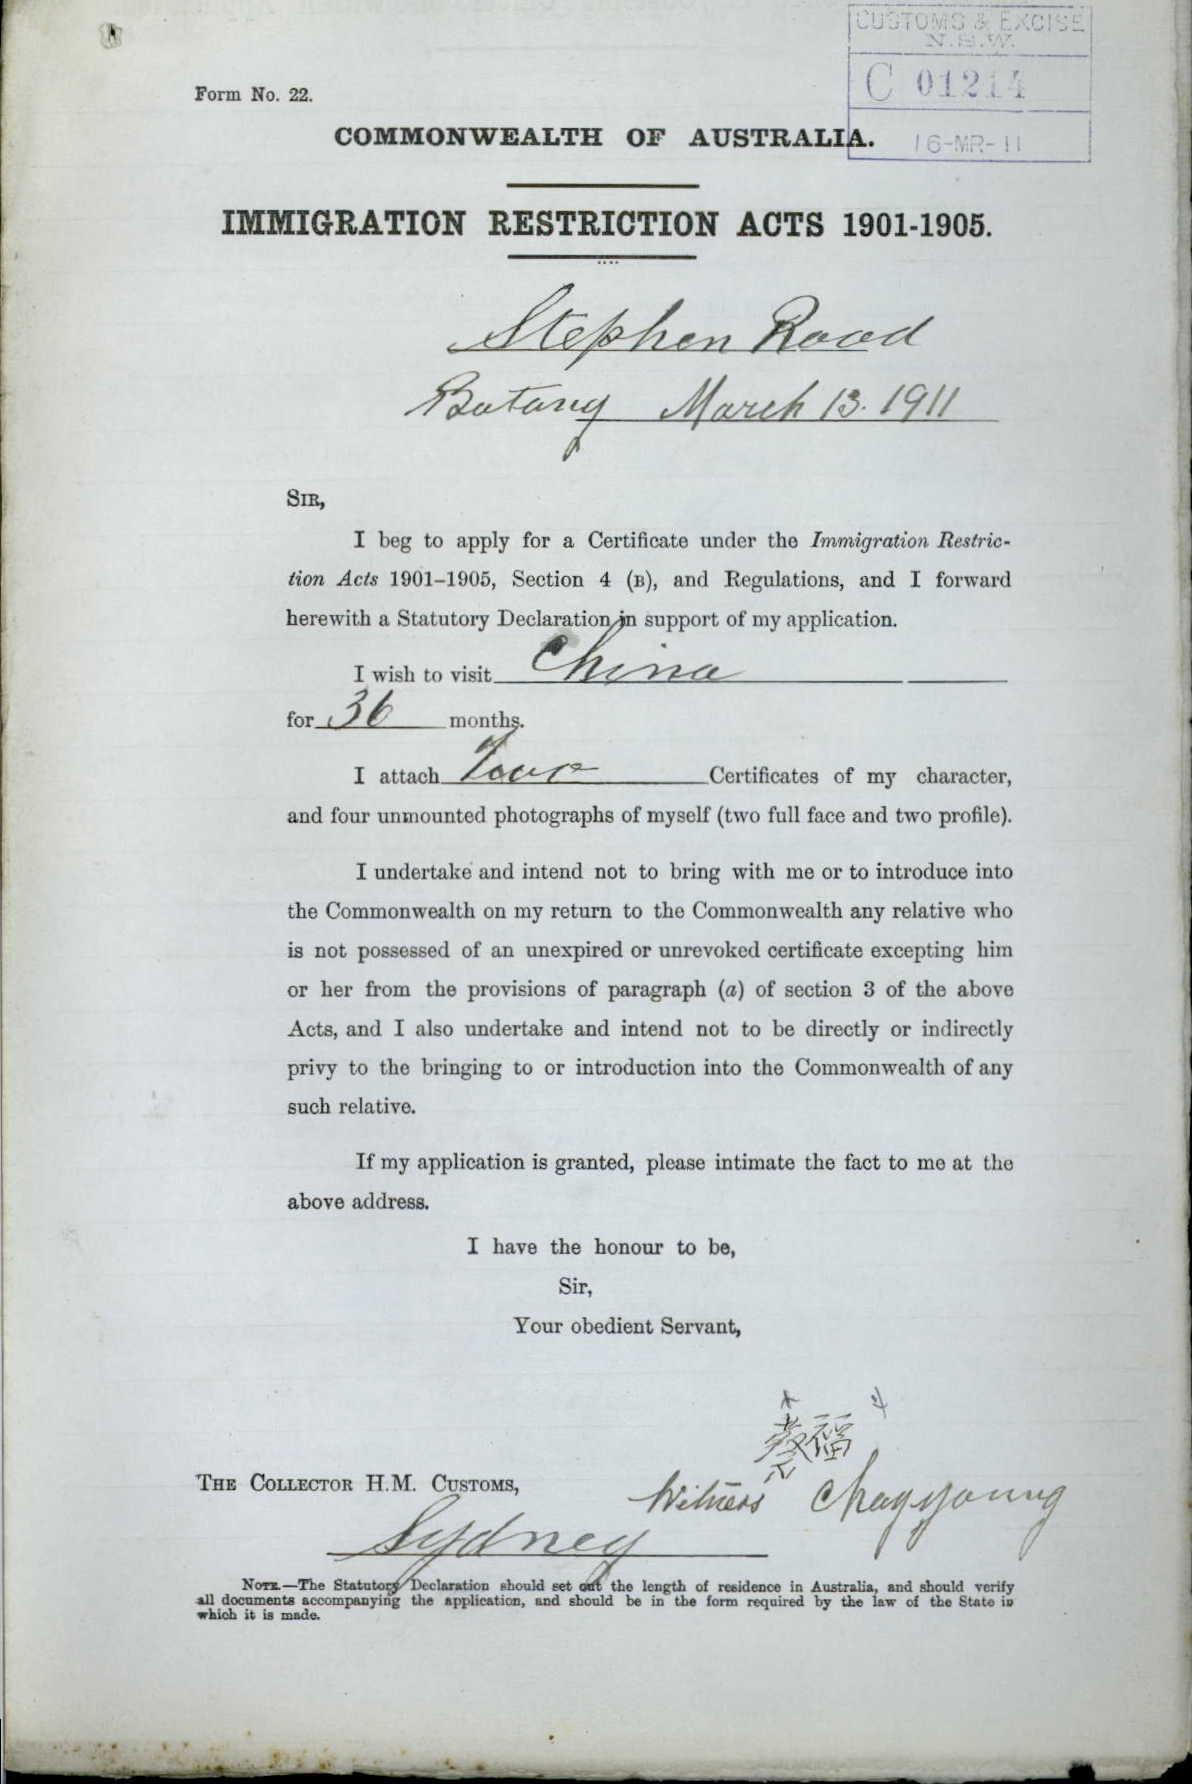 CUSTOMS & EXCISE
N.S.W.
C 01214
16-MR-11
Form No. 22.
COMMONWEALTH OF AUSTRALIA.
IMMIGRATION RESTRICTION ACTS 1901-1905.
Stephen Road
Botany March 13. 1911
SIR,
I beg to apply for a Certificate under the Immigration Restric-
tion Acts 1901–1905, Section 4 (B), and Regulations, and I forward
herewith a Statutory Declaration in support of my application.
I wish to visit China
for 36 months.
I attach Two Certificates of my character,
and four unmounted photographs of myself (two full face and two profile).
I undertake and intend not to bring with me or to introduce into
the Commonwealth on my return to the Commonwealth any relative who
is not possessed of an unexpired or unrevoked certificate excepting him
or her from the provisions of paragraph (a) of section 3 of the above
Acts, and I also undertake and intend not to be directly or indirectly
privy to the bringing to or introduction into the Commonwealth of any
such relative.
If my application is granted, please intimate the fact to me at the
above address.
I have the honour to be,
Sir,
Your obedient Servant,
蔡福
THE COLLECTOR H.M. CUSTOMS,
Witness
Sydney
NOTE.—The Statutory Declaration should set out the length of residence in Australia, and should verify
all documents accompanying the application, and should be in the form required by the law of the State in
which it is made.